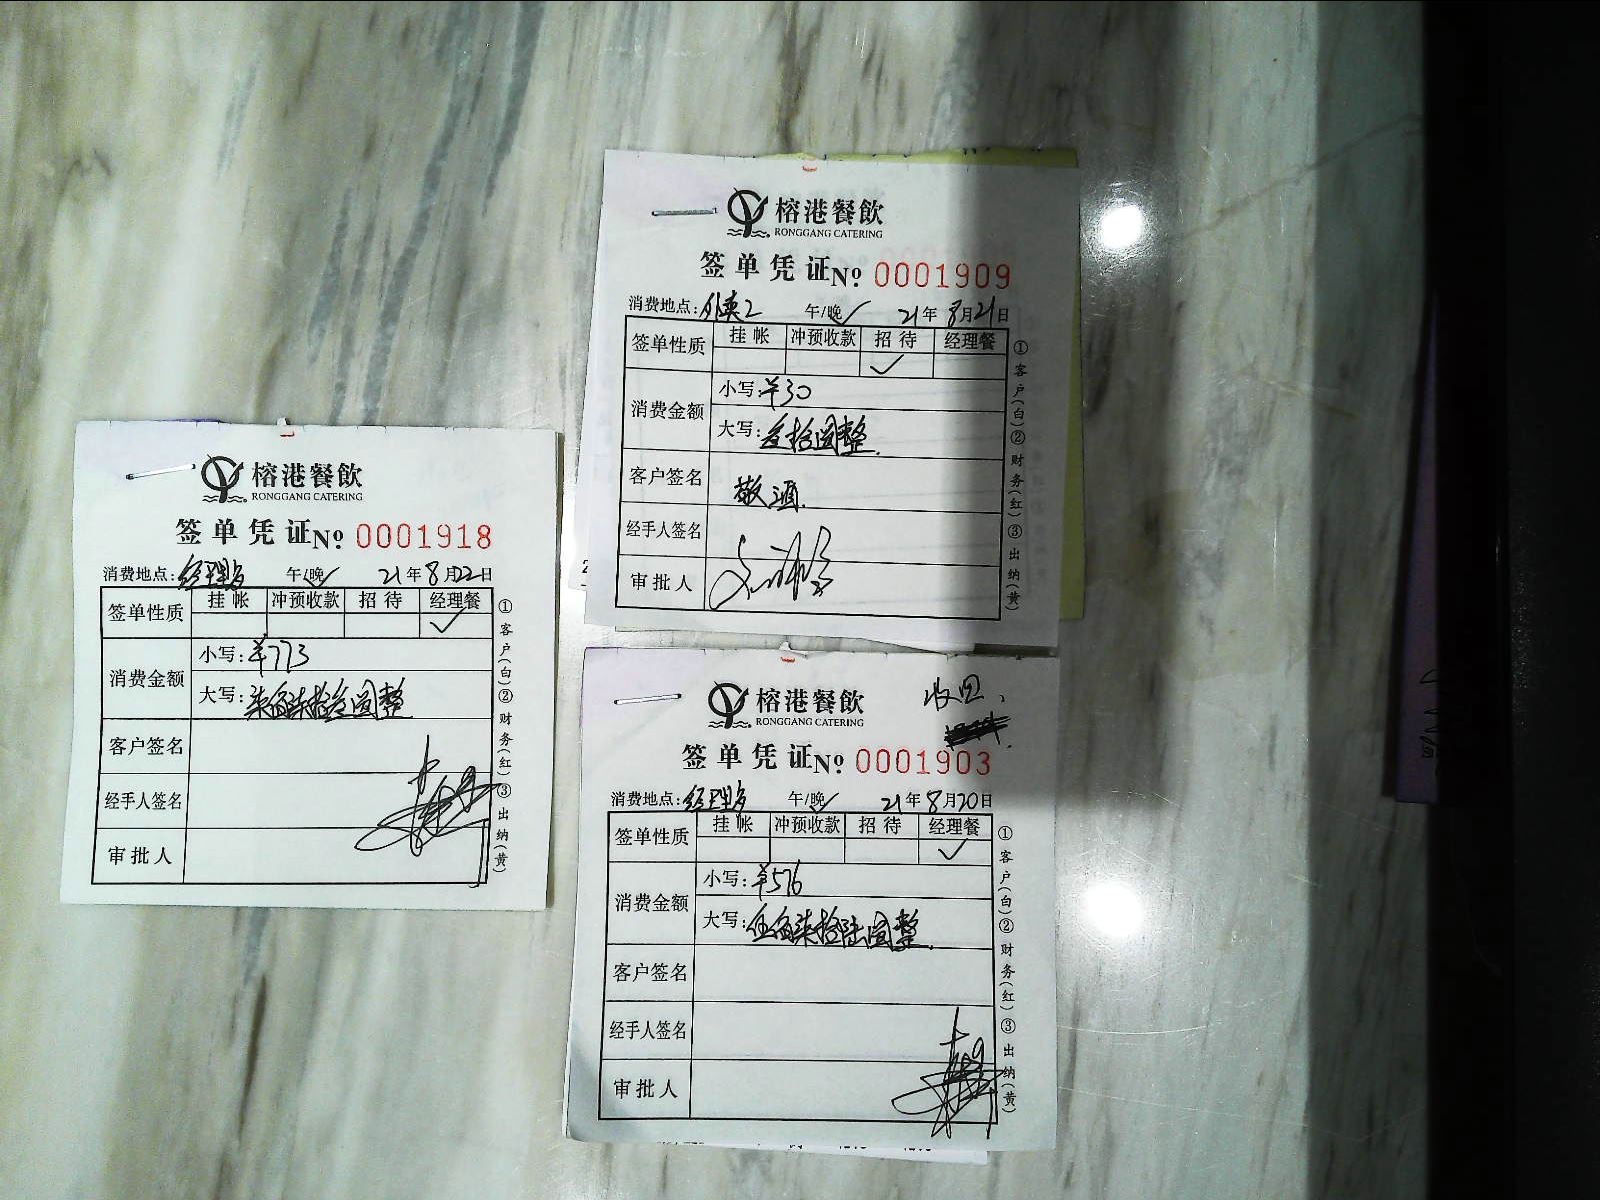 榕港餐飲
RONGGANG CATERING
签单凭证 No. 0001909
消费地点: 午/晚 21年8月21日
签单性质 挂帐 冲预收款 招待 经理餐
消费金额 小写: ¥30
大写: 叁拾圆整
客户签名 敬酒
经手人签名
审批人
①客户(白)②财务(红)③出纳(黄)
榕港餐飲
RONGGANG CATERING
签单凭证 No. 0001918
消费地点: 午/晚 21年8月22日
签单性质 挂帐 冲预收款 招待 经理餐
消费金额 小写: ¥773
大写: 柒佰柒拾叁圆整
客户签名
经手人签名
审批人
①客户(白)②财务(红)③出纳(黄)
收回
榕港餐飲
RONGGANG CATERING
签单凭证 No. 0001903
消费地点: 午/晚 21年8月20日
签单性质 挂帐 冲预收款 招待 经理餐
消费金额 小写: ¥576
大写: 伍佰柒拾陆圆整
客户签名
经手人签名
审批人
①客户(白)②财务(红)③出纳(黄)